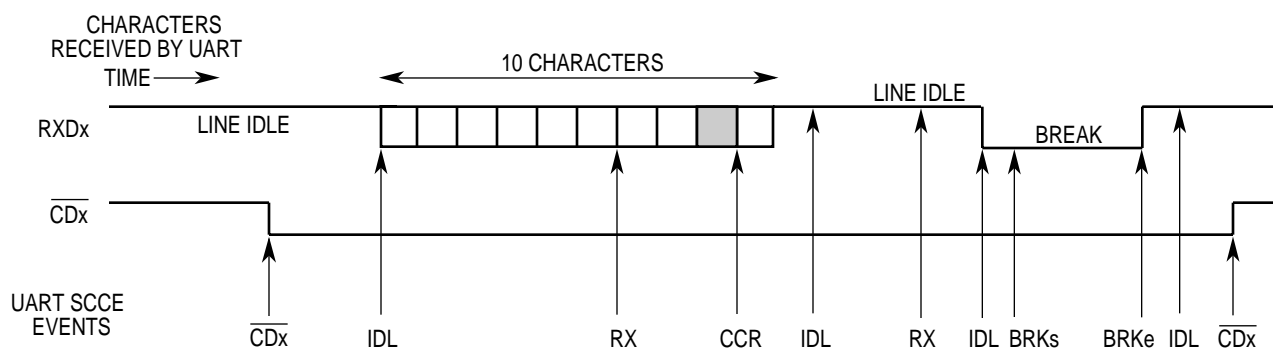 CHARACTERS
RECEIVED BY UART
TIME
10 CHARACTERS
RXDx
LINE IDLE
LINE IDLE
BREAK
CDx
UART SCCE
EVENTS
CDx
IDL
RX
CCR
IDL
RX
IDL
BRKs
BRKe
IDL
CDx